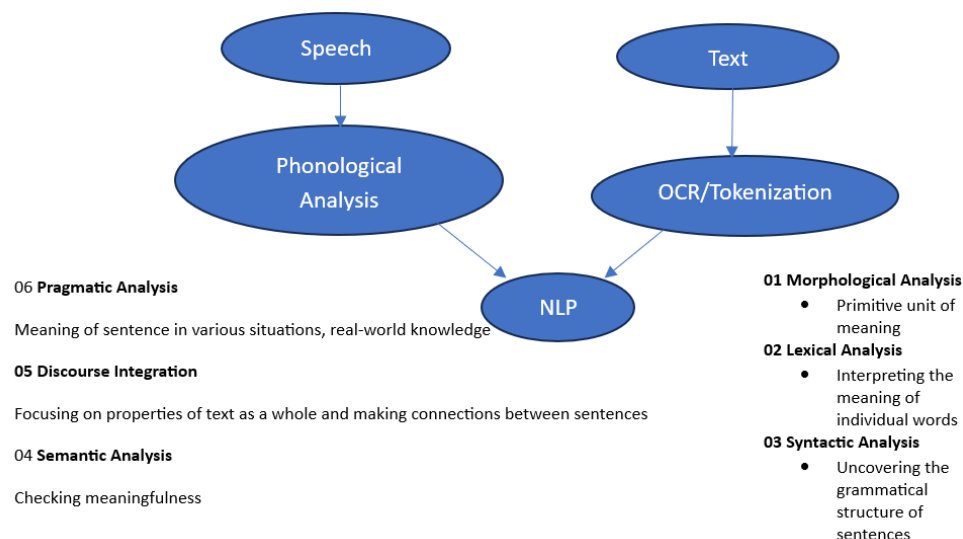 Speech
Text
Phonological
Analysis
OCR/Tokenization
NLP
06 Pragmatic Analysis
Meaning of sentence in various situations, real-world knowledge
05 Discourse Integration
Focusing on properties of text as a whole and making connections between sentences
04 Semantic Analysis
Checking meaningfulness
01 Morphological Analysis
• Primitive unit of
meaning
02 Lexical Analysis
• Interpreting the
meaning of
individual words
03 Syntactic Analysis
• Uncovering the
grammatical
structure of
sentences